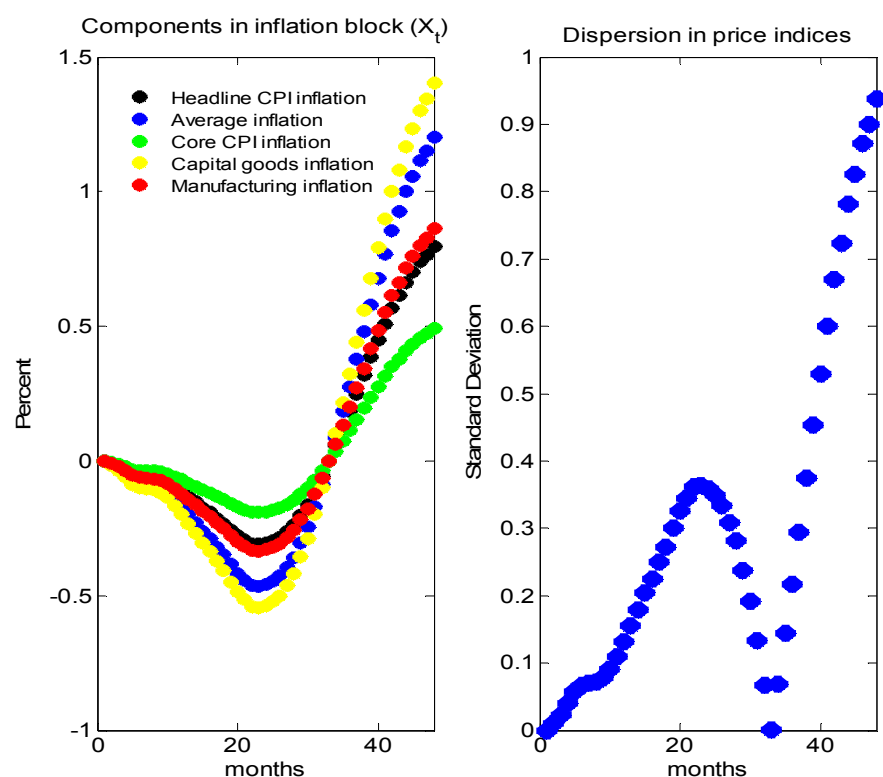 Components in inflation block (X_t)
1.5
1
0.5
0
-0.5
-1
Percent
Headline CPI inflation
Average inflation
Core CPI inflation
Capital goods inflation
Manufacturing inflation
0
20
40
months
Dispersion in price indices
1
0.9
0.8
0.7
0.6
0.5
0.4
0.3
0.2
0.1
0
Standard Deviation
0
20
40
months